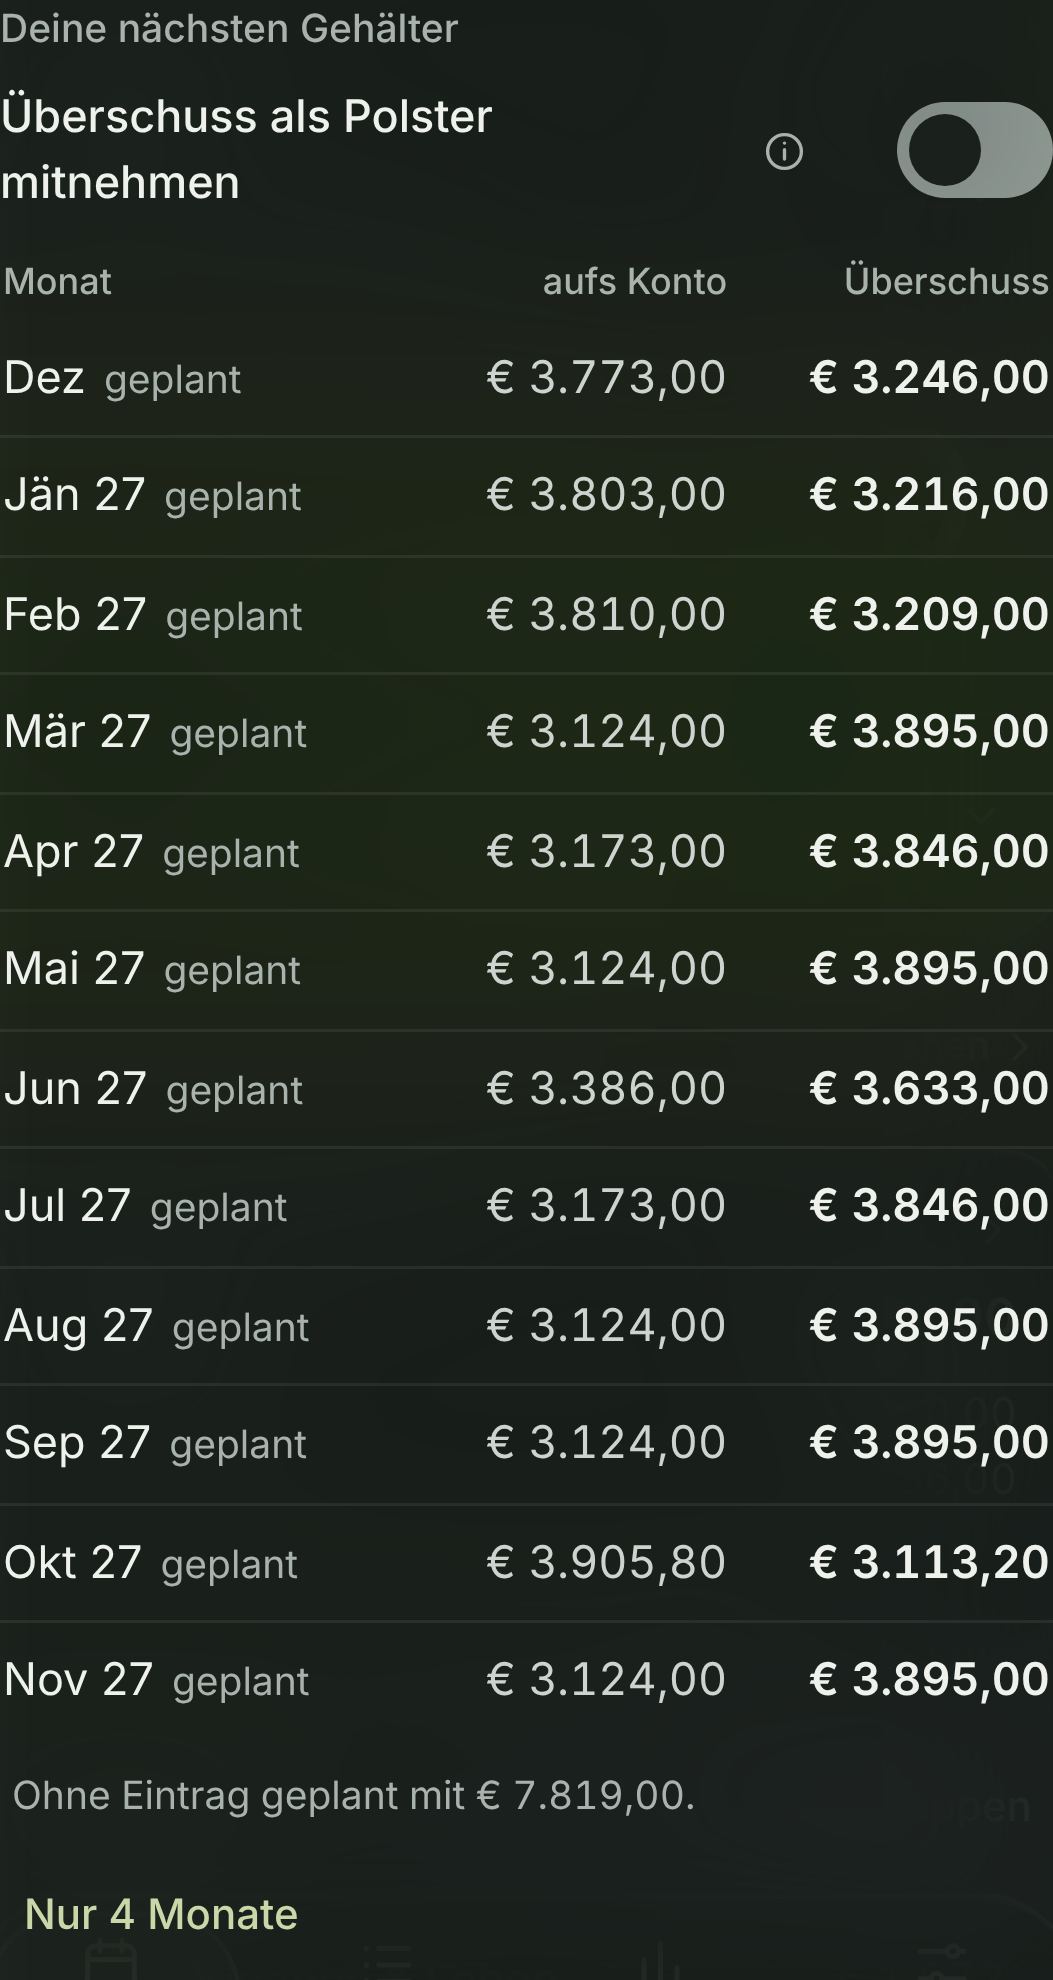 Deine nächsten Gehälter
Überschuss als Polster
mitnehmen
Monat aufs Konto Überschuss
Dez geplant € 3.773,00 € 3.246,00
Jän 27 geplant € 3.803,00 € 3.216,00
Feb 27 geplant € 3.810,00 € 3.209,00
Mär 27 geplant € 3.124,00 € 3.895,00
Apr 27 geplant € 3.173,00 € 3.846,00
Mai 27 geplant € 3.124,00 € 3.895,00
Jun 27 geplant € 3.386,00 € 3.633,00
Jul 27 geplant € 3.173,00 € 3.846,00
Aug 27 geplant € 3.124,00 € 3.895,00
Sep 27 geplant € 3.124,00 € 3.895,00
Okt 27 geplant € 3.905,80 € 3.113,20
Nov 27 geplant € 3.124,00 € 3.895,00
Ohne Eintrag geplant mit € 7.819,00.
Nur 4 Monate